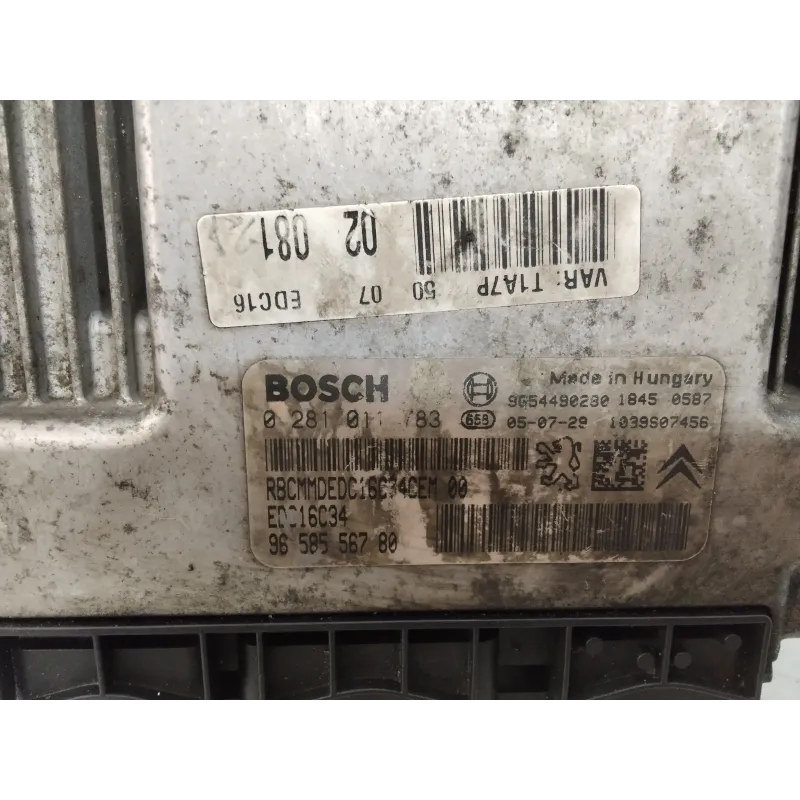 VAR: T1A7P 50 07 EDC16
02 081
BOSCH
Made in Hungary
9654490280 1845 0587
0 281 011 783
658
05-07-29 1039S07456
RBCMMDEDC16C34CEM 00
EDC16C34
96 585 567 80